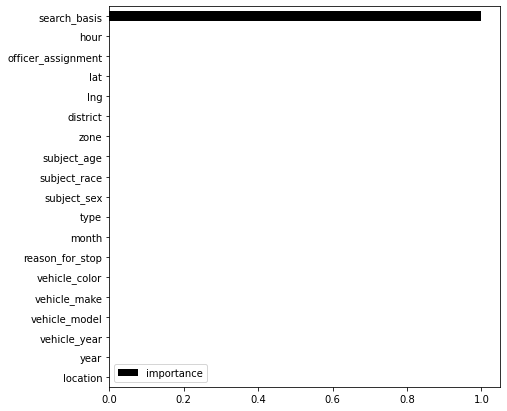 search_basis
hour
officer_assignment
lat
lng
district
zone
subject_age
subject_race
subject_sex
type
month
reason_for_stop
vehicle_color
vehicle_make
vehicle_model
vehicle_year
year
location
importance
0.0 0.2 0.4 0.6 0.8 1.0